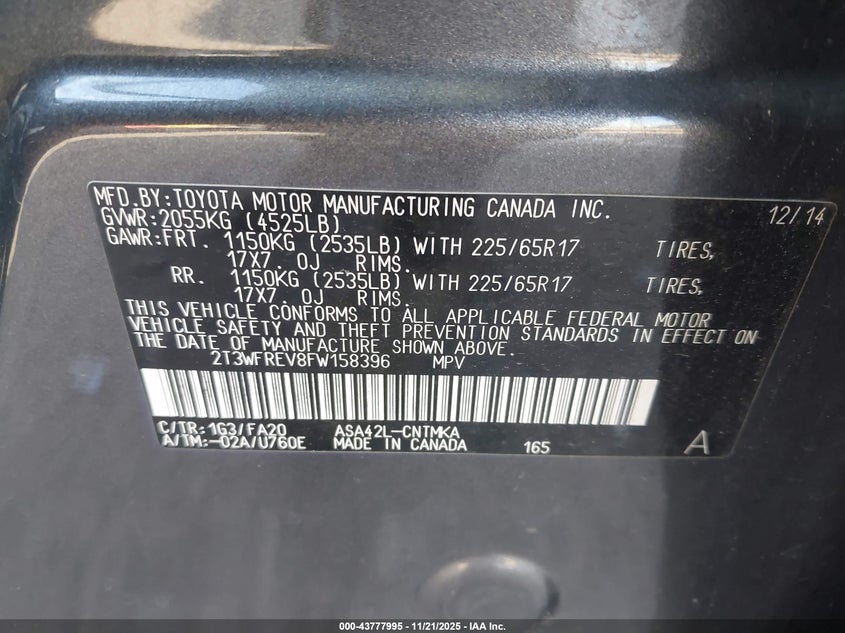 MFD.BY:TOYOTA MOTOR MANUFACTURING CANADA INC. 12/14
GVWR:2055KG (4525LB)
GAWR:FRT. 1150KG (2535LB) WITH 225/65R17 TIRES,
17X7.0J RIMS.
RR. 1150KG (2535LB) WITH 225/65R17 TIRES,
17X7.0J RIMS.
THIS VEHICLE CONFORMS TO ALL APPLICABLE FEDERAL MOTOR
VEHICLE SAFETY AND THEFT PREVENTION STANDARDS IN EFFECT ON
THE DATE OF MANUFACTURE SHOWN ABOVE.
2T3WFREV8FW158396 MPV
C/TR:1G3/FA20 ASA42L-CNTMKA
A/TM:-02A/U760E MADE IN CANADA 165 A
000-43777995 - 11/21/2025 - IAA Inc.